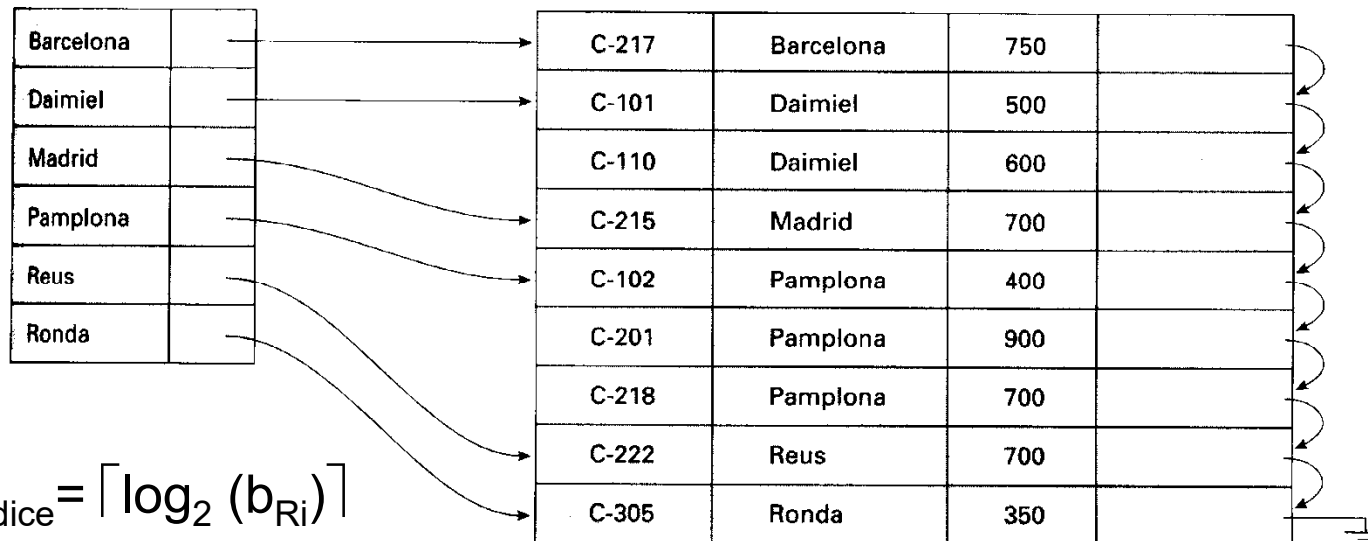 Barcelona
Daimiel
Madrid
Pamplona
Reus
Ronda
C-217 Barcelona 750
C-101 Daimiel 500
C-110 Daimiel 600
C-215 Madrid 700
C-102 Pamplona 400
C-201 Pamplona 900
C-218 Pamplona 700
C-222 Reus 700
C-305 Ronda 350
dice = ⌈log₂ (b_Ri)⌉